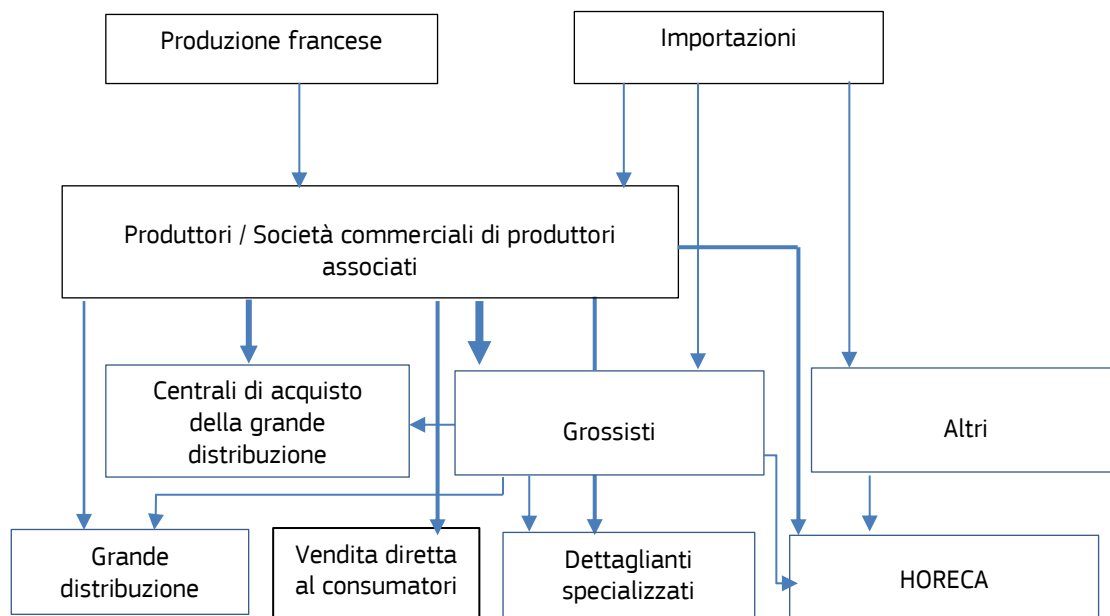 Produzione francese
Importazioni
Produttori / Società commerciali di produttori
associati
Centrali di acquisto
della grande
distribuzione
Grossisti
Altri
Grande
distribuzione
Vendita diretta
al consumatori
Dettaglianti
specializzati
HORECA